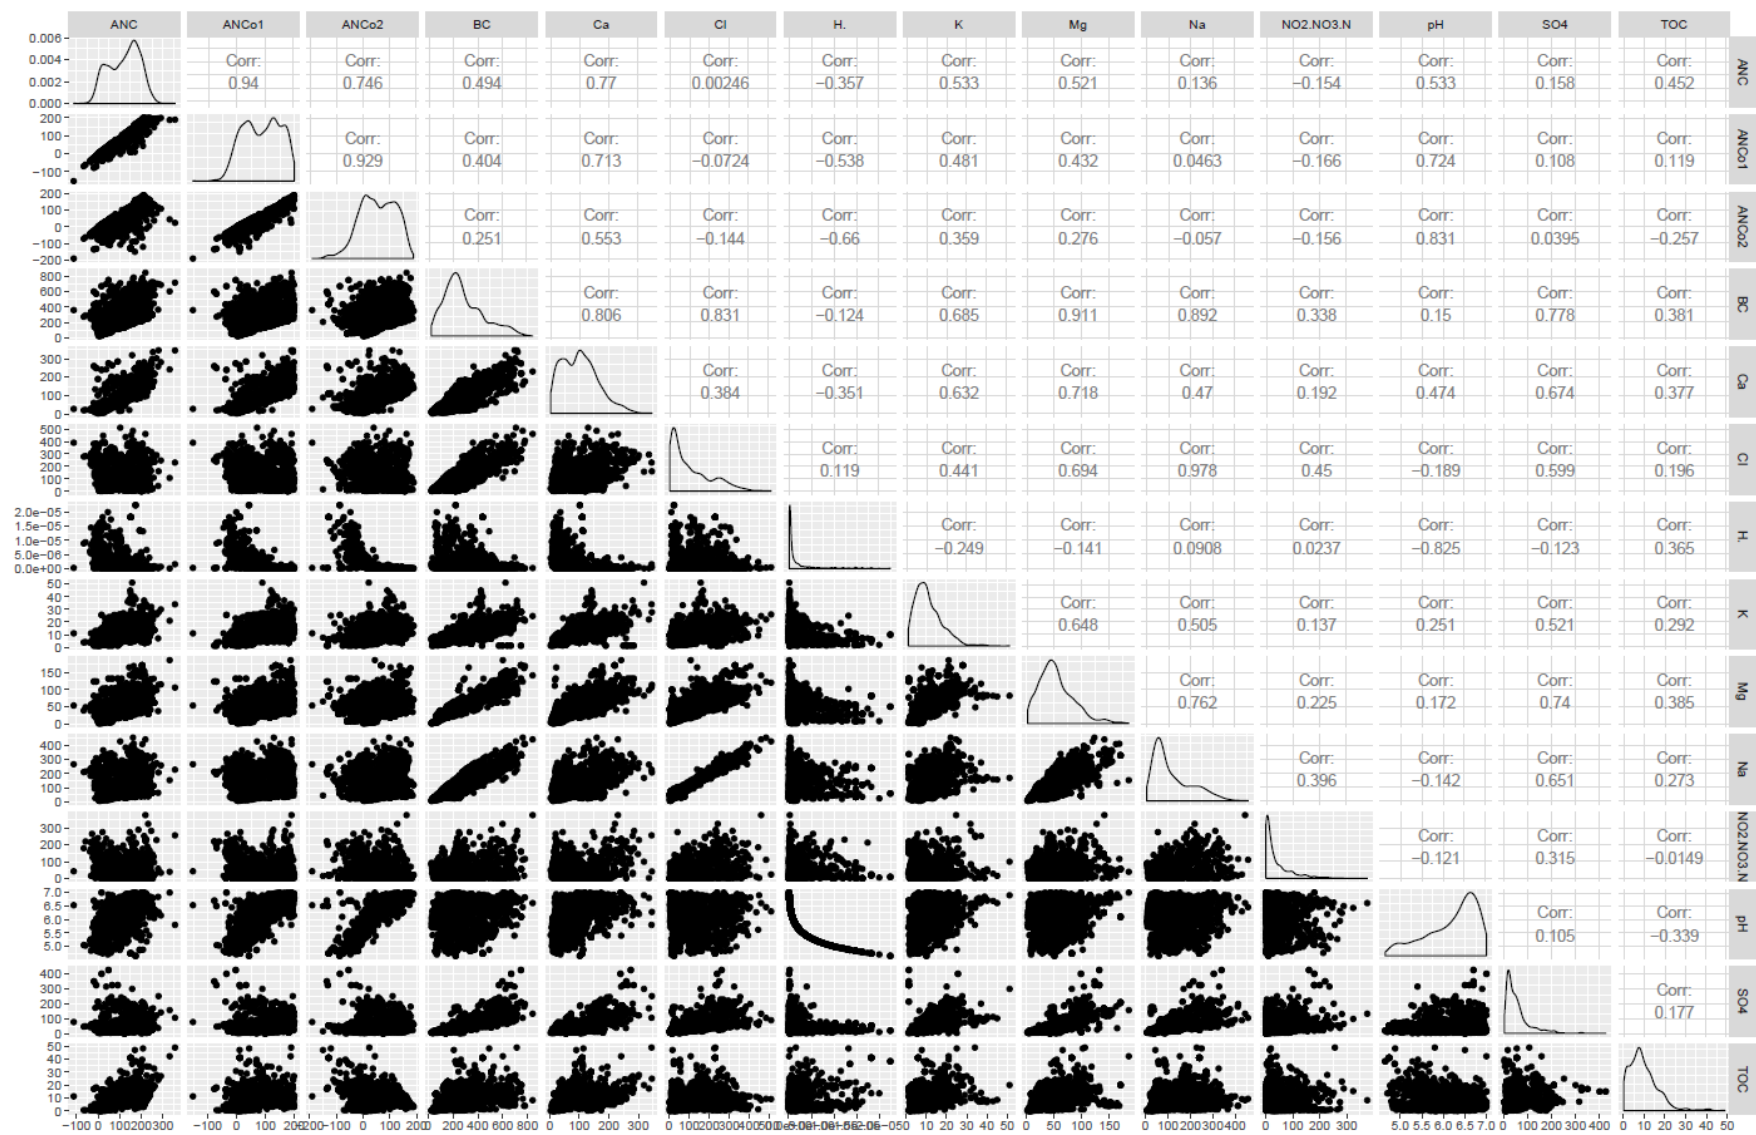 ANC ANCo1 ANCo2 BC Ca Cl H. K Mg Na NO2.NO3.N pH SO4 TOC
0.006
0.004
0.002
0.000
Corr: Corr: Corr: Corr: Corr: Corr: Corr: Corr: Corr: Corr: Corr: Corr: Corr:
0.94 0.746 0.494 0.77 0.00246 −0.357 0.533 0.521 0.136 −0.154 0.533 0.158 0.452
ANC
200
100
0
−100
Corr: Corr: Corr: Corr: Corr: Corr: Corr: Corr: Corr: Corr: Corr: Corr:
0.929 0.404 0.713 −0.0724 −0.538 0.481 0.432 0.0463 −0.166 0.724 0.108 0.119
ANCo1
200
100
0
−100
−200
Corr: Corr: Corr: Corr: Corr: Corr: Corr: Corr: Corr: Corr: Corr:
0.251 0.553 −0.144 −0.66 0.359 0.276 −0.057 −0.156 0.831 0.0395 −0.257
ANCo2
800
600
400
200
0
Corr: Corr: Corr: Corr: Corr: Corr: Corr: Corr: Corr: Corr:
0.806 0.831 −0.124 0.685 0.911 0.892 0.338 0.15 0.778 0.381
BC
300
200
100
0
Corr: Corr: Corr: Corr: Corr: Corr: Corr: Corr: Corr:
0.384 −0.351 0.632 0.718 0.47 0.192 0.474 0.674 0.377
Ca
500
400
300
200
100
0
Corr: Corr: Corr: Corr: Corr: Corr: Corr: Corr:
0.119 0.441 0.694 0.978 0.45 −0.189 0.599 0.196
Cl
2.0e−05
1.5e−05
1.0e−05
5.0e−06
0.0e+00
Corr: Corr: Corr: Corr: Corr: Corr: Corr:
−0.249 −0.141 0.0908 0.0237 −0.825 −0.123 0.365
H.
50
40
30
20
10
0
Corr: Corr: Corr: Corr: Corr: Corr:
0.648 0.505 0.137 0.251 0.521 0.292
K
150
100
50
0
Corr: Corr: Corr: Corr: Corr:
0.762 0.225 0.172 0.74 0.385
Mg
400
300
200
100
0
Corr: Corr: Corr: Corr:
0.396 −0.142 0.651 0.273
Na
300
200
100
0
Corr: Corr: Corr:
−0.121 0.315 −0.0149
NO2.NO3.N
7.0
6.5
6.0
5.5
5.0
Corr: Corr:
0.105 −0.339
pH
400
300
200
100
0
Corr:
0.177
SO4
50
40
30
20
10
0
TOC
−100 0 100 200 300 −100 0 100 0 100 200 0 200 400 600 800 0 100 200 300 0 10 20 30 40 50 0 50 100 150 0 100 200 300 400 0 100 200 300 5.0 5.5 6.0 6.5 7.0 0 100 200 300 400 0 10 20 30 40 50